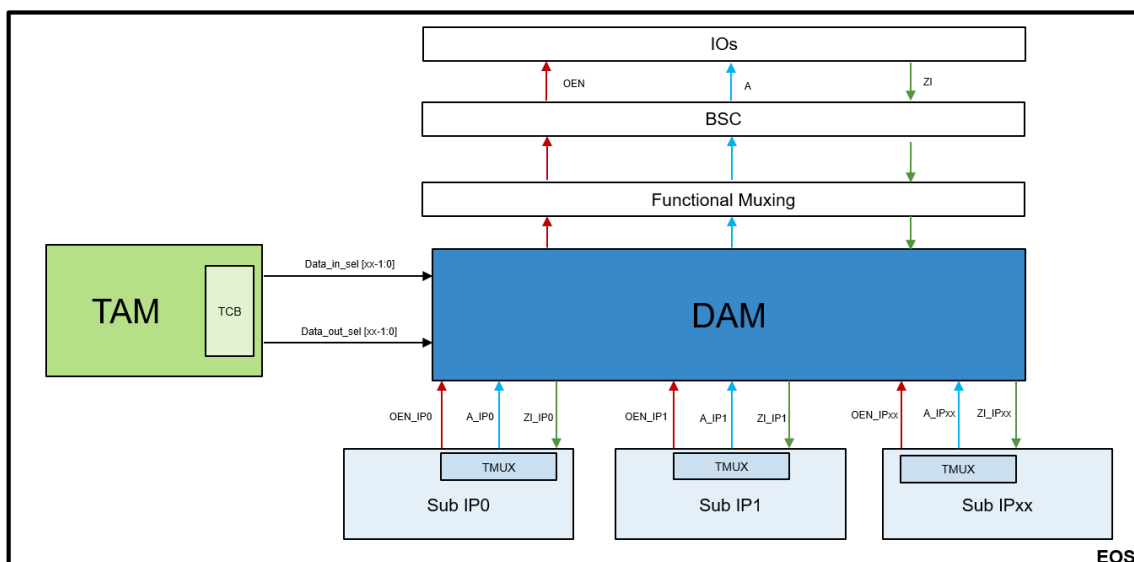 IOs
OEN
A
ZI
BSC
Functional Muxing
TAM
TCB
Data_in_sel [xx-1:0]
Data_out_sel [xx-1:0]
DAM
OEN_IP0
A_IP0
ZI_IP0
OEN_IP1
A_IP1
ZI_IP1
OEN_IPxx
A_IPxx
ZI_IPxx
TMUX
Sub IP0
TMUX
Sub IP1
TMUX
Sub IPxx
EOS